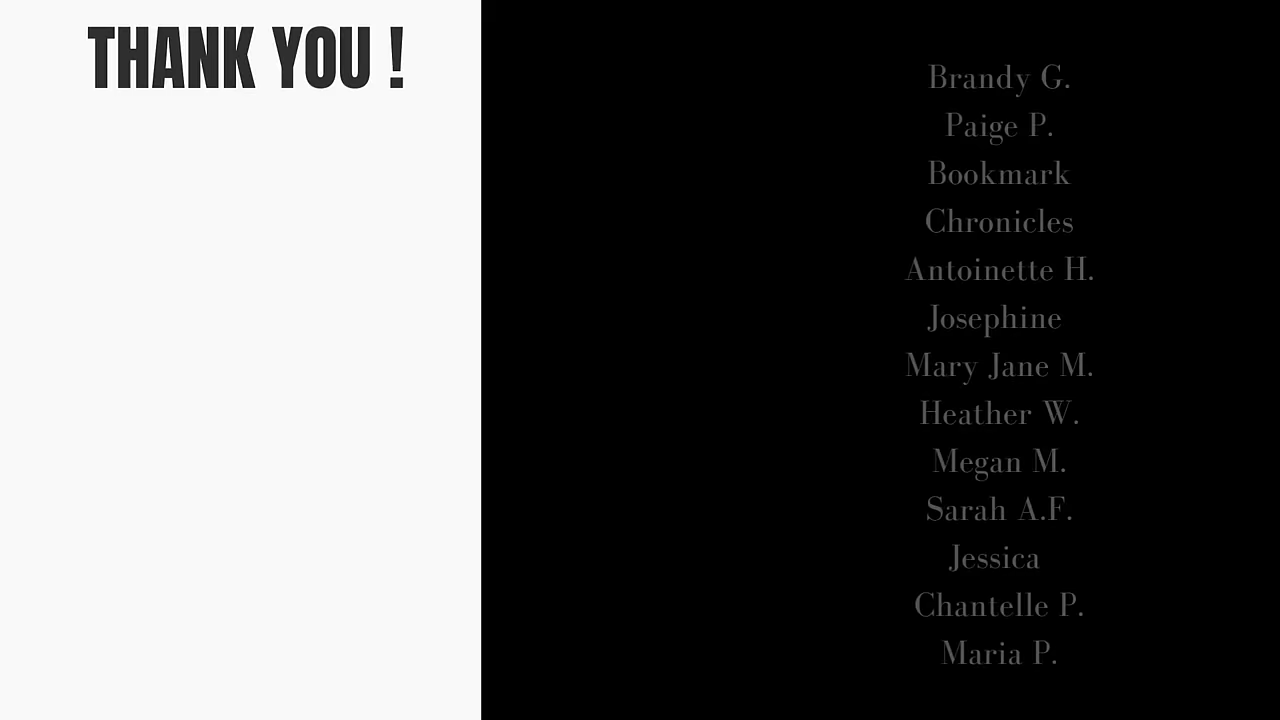 THANK YOU !
Brandy G.
Paige P.
Bookmark
Chronicles
Antoinette H.
Josephine
Mary Jane M.
Heather W.
Megan M.
Sarah A.F.
Jessica
Chantelle P.
Maria P.